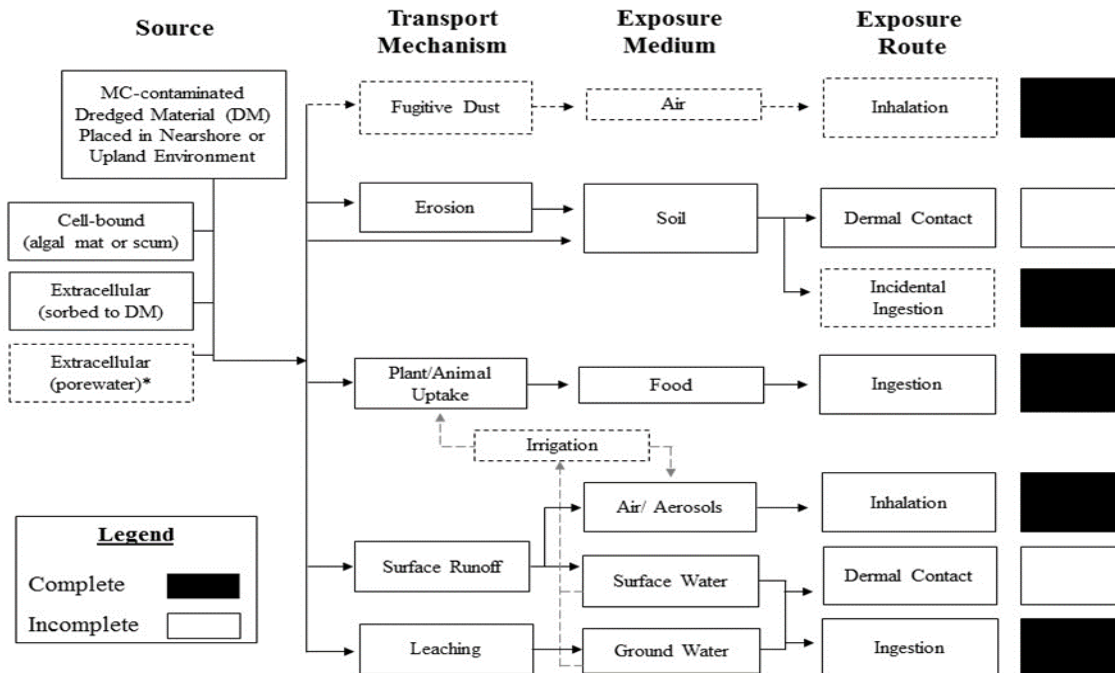 Source
Transport
Mechanism
Exposure
Medium
Exposure
Route
MC-contaminated
Dredged Material (DM)
Placed in Nearshore or
Upland Environment
Fugitive Dust
Air
Inhalation
Cell-bound
(algal mat or scum)
Erosion
Soil
Dermal Contact
Extracellular
(sorbed to DM)
Incidental
Ingestion
Extracellular
(porewater)*
Plant/Animal
Uptake
Food
Ingestion
Irrigation
Air/ Aerosols
Inhalation
Surface Runoff
Surface Water
Dermal Contact
Leaching
Ground Water
Ingestion
Legend
Complete
Incomplete